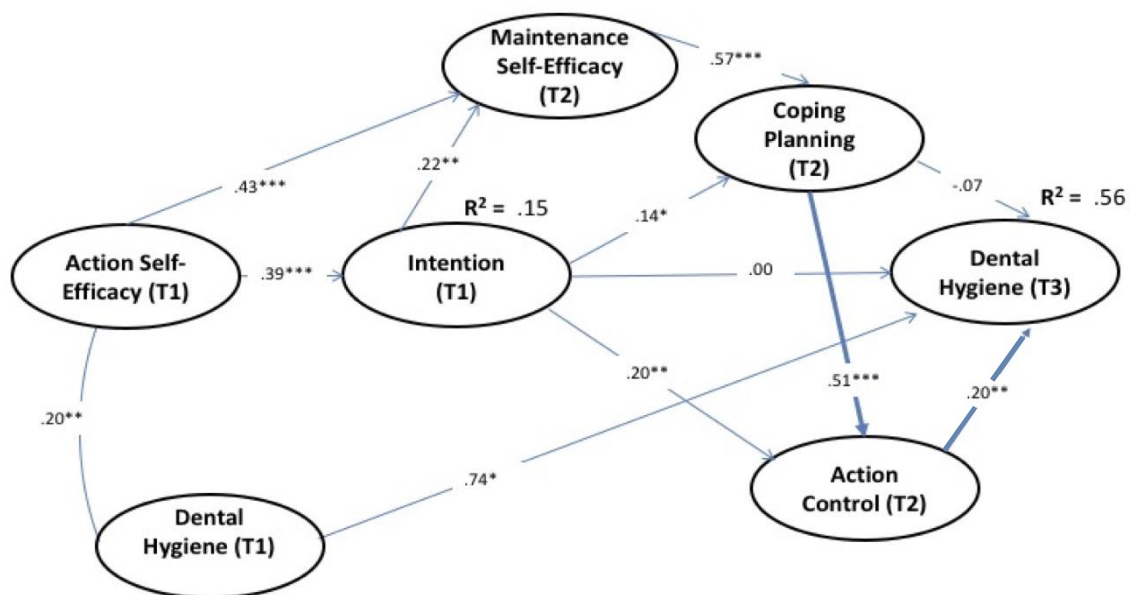 Maintenance
Self-Efficacy
(T2)
.57***
Coping
Planning
(T2)
.43***
.22**
R² = .15
.14*
-.07
R² = .56
Action Self-
Efficacy (T1)
.39***
Intention
(T1)
.00
Dental
Hygiene (T3)
.20**
.20**
.51***
.20**
.74*
Action
Control (T2)
Dental
Hygiene (T1)